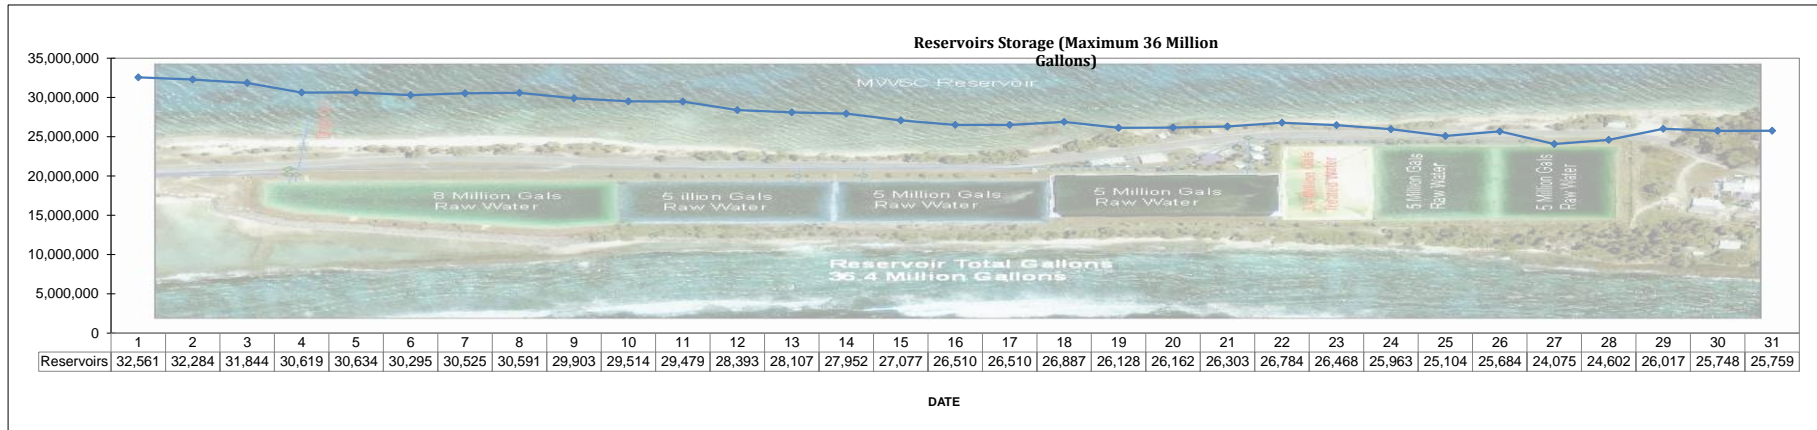 Reservoirs Storage (Maximum 36 Million
Gallons)
35,000,000
30,000,000
25,000,000
20,000,000
15,000,000
10,000,000
5,000,000
0
MWSC Reservoir
8 Million Gals
Raw Water
5 illion Gals
Raw Water
5 Million Gals
Raw Water
5 Million Gals
Raw Water
5 Million Gals
Raw Water
5 Million Gals
Raw Water
Reservoir Total Gallons
36.4 Million Gallons
1 2 3 4 5 6 7 8 9 10 11 12 13 14 15 16 17 18 19 20 21 22 23 24 25 26 27 28 29 30 31
Reservoirs 32,561 32,284 31,844 30,619 30,634 30,295 30,525 30,591 29,903 29,514 29,479 28,393 28,107 27,952 27,077 26,510 26,510 26,887 26,128 26,162 26,303 26,784 26,468 25,963 25,104 25,684 24,075 24,602 26,017 25,748 25,759
DATE